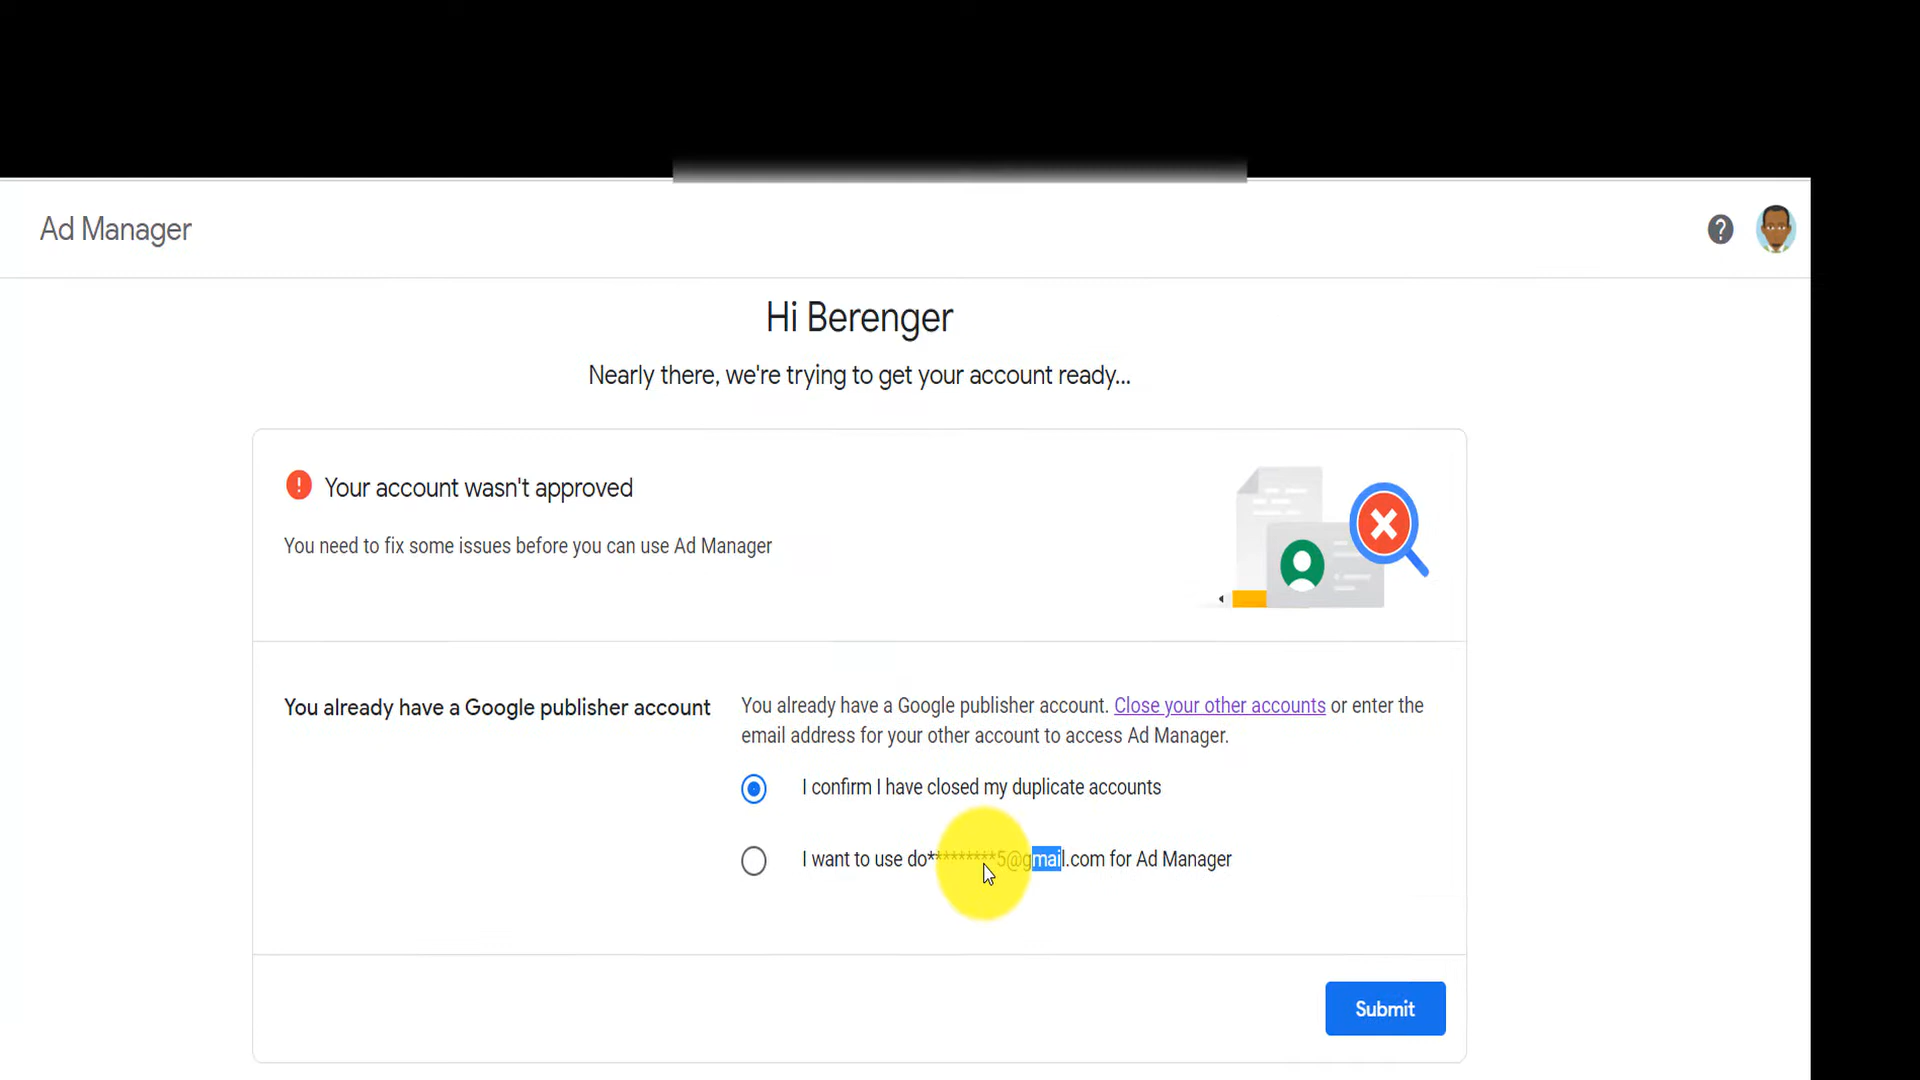 Ad Manager
Hi Berenger
Nearly there, we're trying to get your account ready...
Your account wasn't approved
You need to fix some issues before you can use Ad Manager
You already have a Google publisher account
You already have a Google publisher account. Close your other accounts or enter the
email address for your other account to access Ad Manager.
I confirm I have closed my duplicate accounts
I want to use do*********5@gmail.com for Ad Manager
Submit